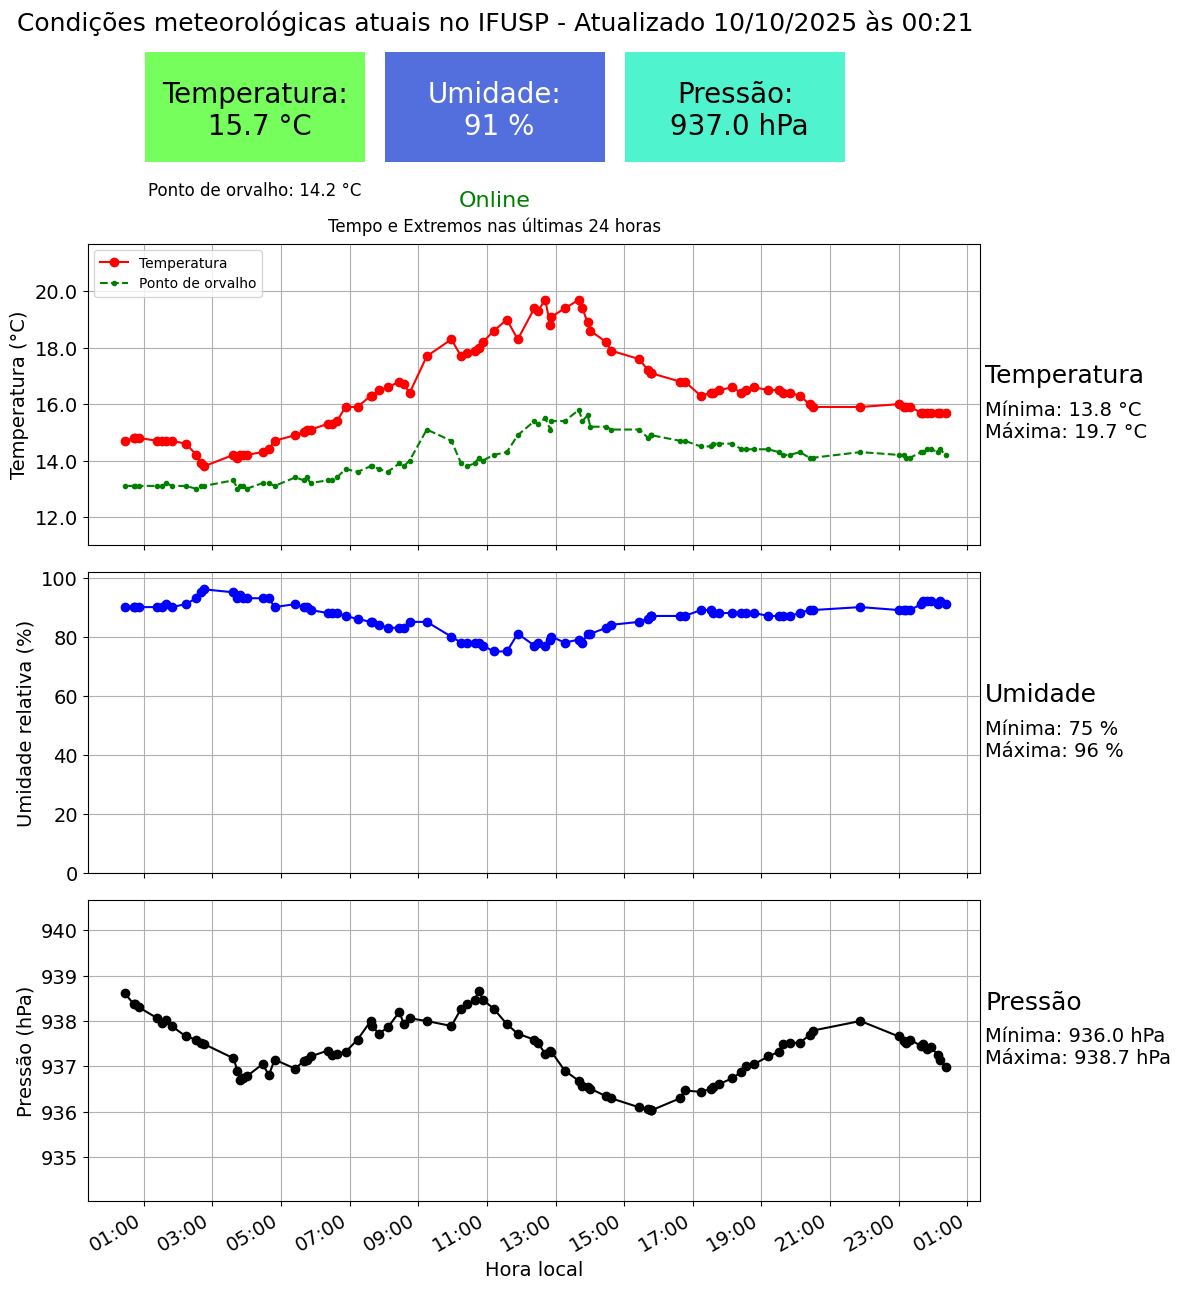 Condições meteorológicas atuais no IFUSP - Atualizado 10/10/2025 às 00:21
Temperatura:
15.7 °C
Umidade:
91 %
Pressão:
937.0 hPa
Ponto de orvalho: 14.2 °C
Online
Tempo e Extremos nas últimas 24 horas
Temperatura
Ponto de orvalho
Temperatura (°C)
20.0
18.0
16.0
14.0
12.0
Temperatura
Mínima: 13.8 °C
Máxima: 19.7 °C
Umidade relativa (%)
100
80
60
40
20
0
Umidade
Mínima: 75 %
Máxima: 96 %
Pressão (hPa)
940
939
938
937
936
935
Pressão
Mínima: 936.0 hPa
Máxima: 938.7 hPa
01:00
03:00
05:00
07:00
09:00
11:00
13:00
15:00
17:00
19:00
21:00
23:00
01:00
Hora local